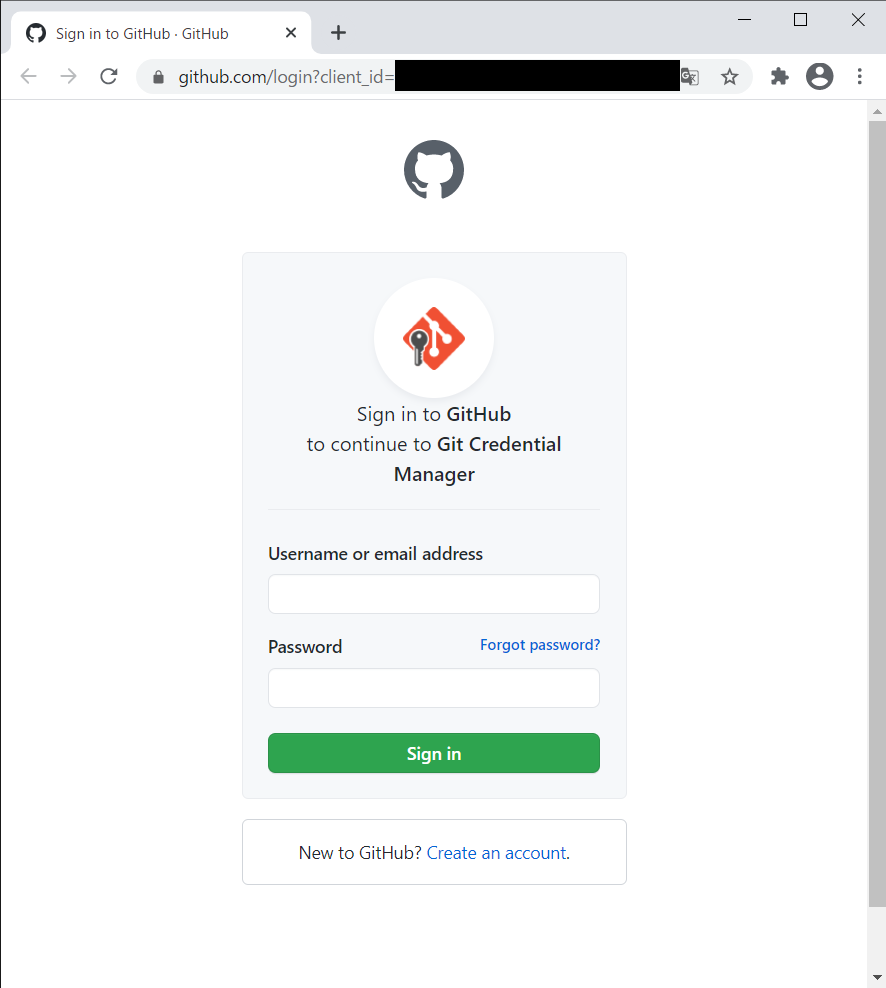 Sign in to GitHub · GitHub
github.com/login?client_id=
Sign in to GitHub
to continue to Git Credential
Manager
Username or email address
Password Forgot password?
Sign in
New to GitHub? Create an account.